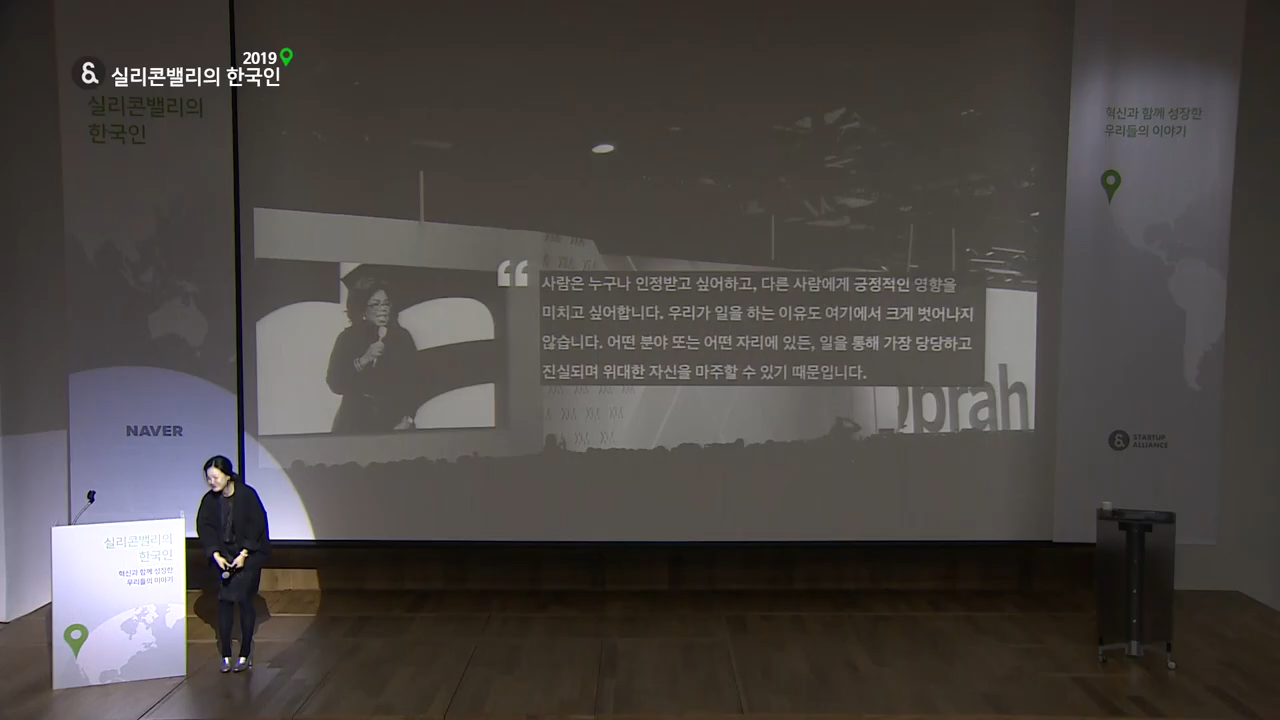 2019
& 실리콘밸리의 한국인
실리콘밸리의
한국인
혁신과 함께 성장한
우리들의 이야기
“
사람은 누구나 인정받고 싶어하고, 다른 사람에게 긍정적인 영향을
미치고 싶어합니다. 우리가 일을 하는 이유도 여기에서 크게 벗어나지
않습니다. 어떤 분야 또는 어떤 자리에 있든, 일을 통해 가장 당당하고
진실되며 위대한 자신을 마주할 수 있기 때문입니다.
Oprah
NAVER
& STARTUP
ALLIANCE
실리콘밸리의
한국인
혁신과 함께 성장한
우리들의 이야기